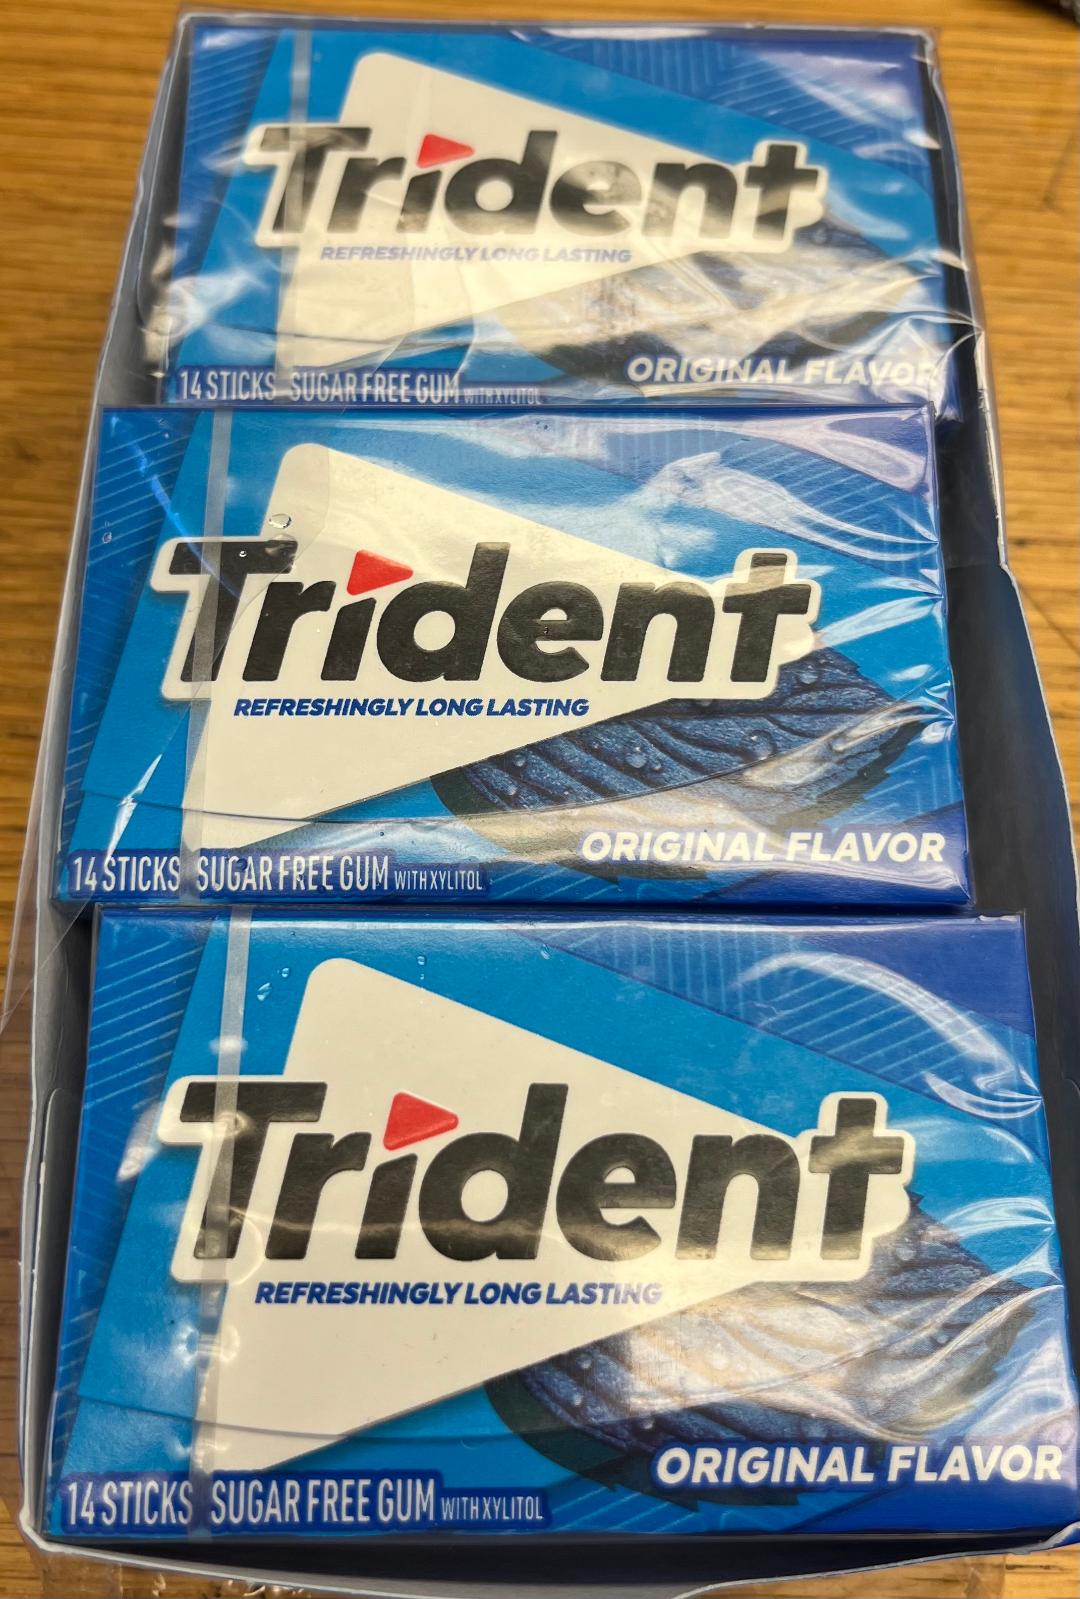 Trident
REFRESHINGLY LONG LASTING
ORIGINAL FLAVOR
14 STICKS SUGAR FREE GUM WITH XYLITOL
Trident
REFRESHINGLY LONG LASTING
ORIGINAL FLAVOR
14 STICKS SUGAR FREE GUM WITH XYLITOL
Trident
REFRESHINGLY LONG LASTING
ORIGINAL FLAVOR
14 STICKS SUGAR FREE GUM WITH XYLITOL